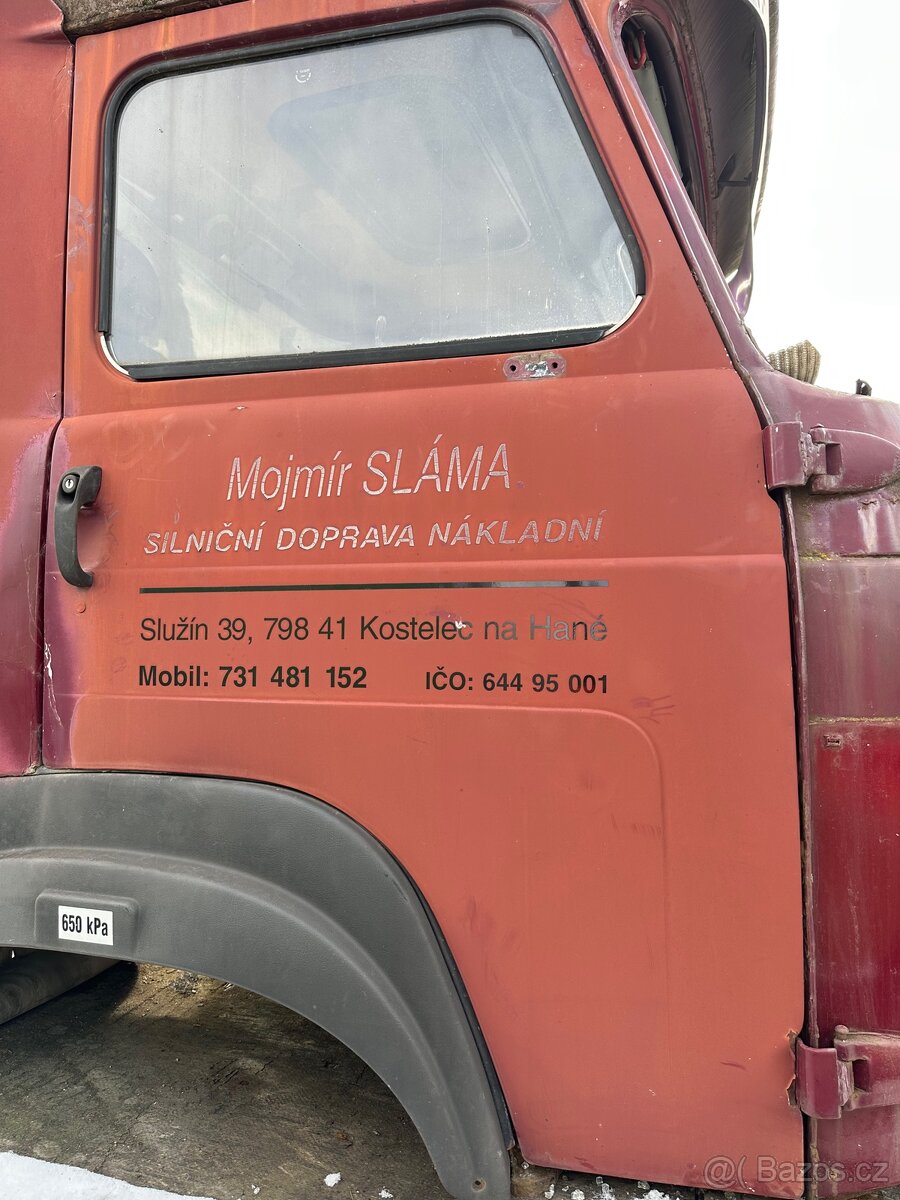 Mojmír SLÁMA
SILNIČNÍ DOPRAVA NÁKLADNÍ
Služín 39, 798 41 Kostelec na Hané
Mobil: 731 481 152 IČO: 644 95 001
650 kPa
@ Bazos.cz